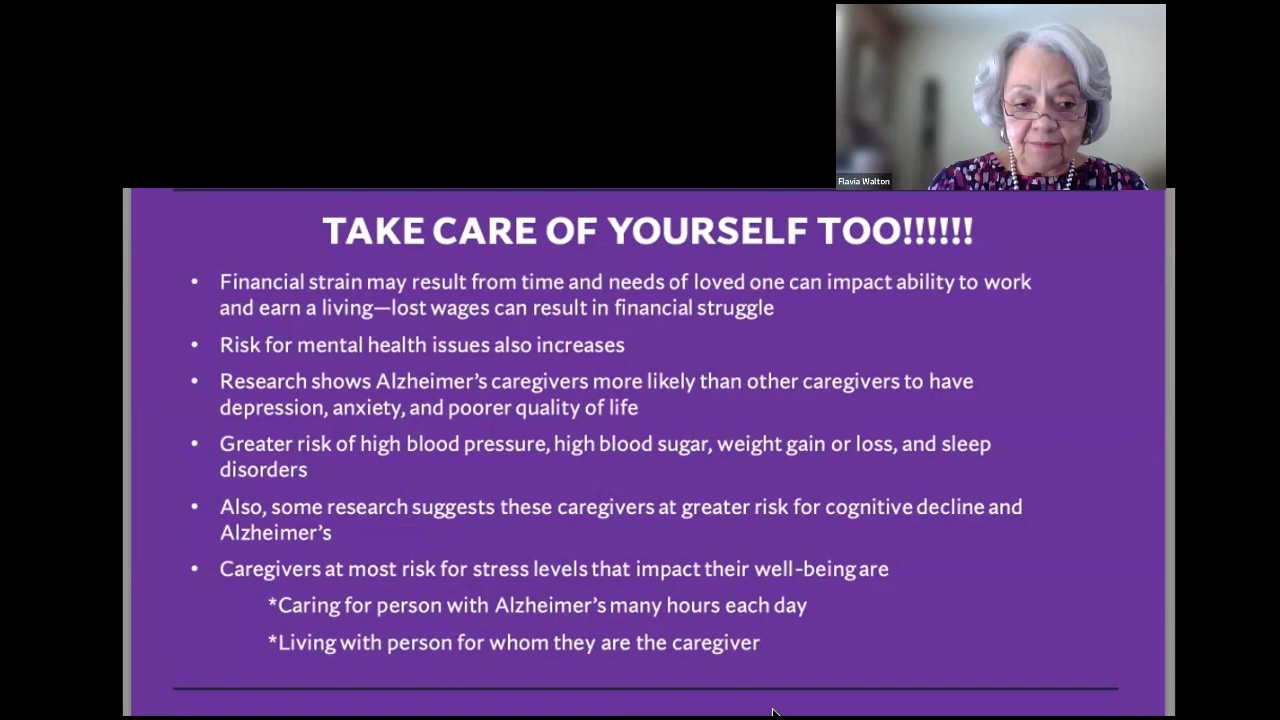 Flavia Walton
TAKE CARE OF YOURSELF TOO!!!!!!
• Financial strain may result from time and needs of loved one can impact ability to work
and earn a living—lost wages can result in financial struggle
• Risk for mental health issues also increases
• Research shows Alzheimer's caregivers more likely than other caregivers to have
depression, anxiety, and poorer quality of life
• Greater risk of high blood pressure, high blood sugar, weight gain or loss, and sleep
disorders
• Also, some research suggests these caregivers at greater risk for cognitive decline and
Alzheimer's
• Caregivers at most risk for stress levels that impact their well-being are
*Caring for person with Alzheimer's many hours each day
*Living with person for whom they are the caregiver